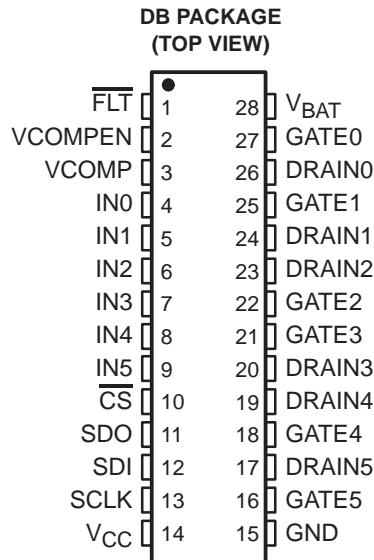 DB PACKAGE
(TOP VIEW)
FLT 1 28 VBAT
VCOMPEN 2 27 GATE0
VCOMP 3 26 DRAIN0
IN0 4 25 GATE1
IN1 5 24 DRAIN1
IN2 6 23 DRAIN2
IN3 7 22 GATE2
IN4 8 21 GATE3
IN5 9 20 DRAIN3
CS 10 19 DRAIN4
SDO 11 18 GATE4
SDI 12 17 DRAIN5
SCLK 13 16 GATE5
VCC 14 15 GND